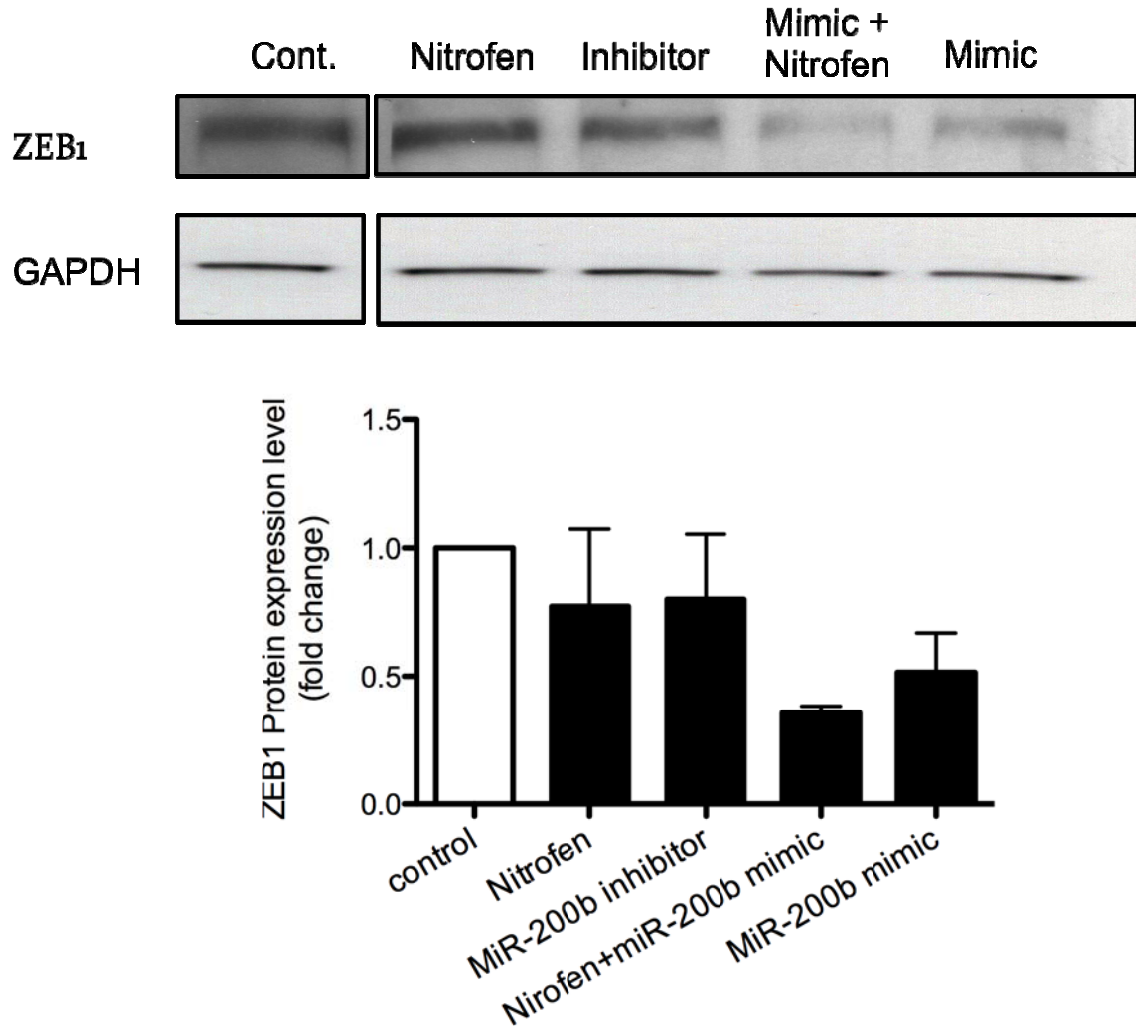 Cont.
Nitrofen
Inhibitor
Mimic +
Nitrofen
Mimic
ZEB1
GAPDH
ZEB1 Protein expression level
(fold change)
1.5
1.0
0.5
0.0
control
Nitrofen
MiR-200b inhibitor
Nirofen+miR-200b mimic
MiR-200b mimic